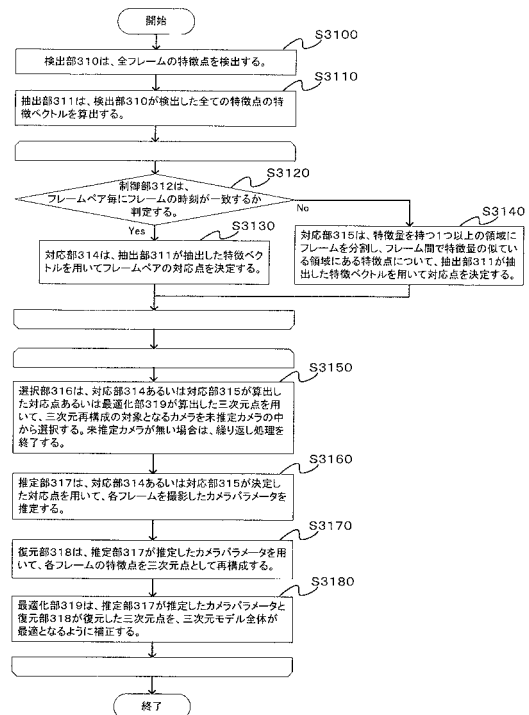 開始
S3100
検出部310は、全フレームの特徴点を検出する。
S3110
抽出部311は、検出部310が検出した全ての特徴点の特
徴ベクトルを算出する。
S3120
制御部312は、
フレームペア毎にフレームの時刻が一致するか
判定する。
No
Yes
S3130
対応部314は、抽出部311が抽出した特徴ベク
トルを用いてフレームペアの対応点を決定する。
S3140
対応部315は、特徴量を持つ1つ以上の領域に
フレームを分割し、フレーム間で特徴量の似てい
る領域にある特徴点について、抽出部311が抽
出した特徴ベクトルを用いて対応点を決定する。
S3150
選択部316は、対応部314あるいは対応部315が算出し
た対応点あるいは最適化部319が算出した三次元点を用
いて、三次元再構成の対象となるカメラを未推定カメラの中
から選択する。未推定カメラが無い場合は、繰り返し処理を
終了する。
S3160
推定部317は、対応部314あるいは対応部315が決定し
た対応点を用いて、各フレームを撮影したカメラパラメータを
推定する。
S3170
復元部318は、推定部317が推定したカメラパラメータを用
いて、各フレームの特徴点を三次元点として再構成する。
S3180
最適化部319は、推定部317が推定したカメラパラメータと
復元部318が復元した三次元点を、三次元モデル全体が
最適となるように補正する。
終了